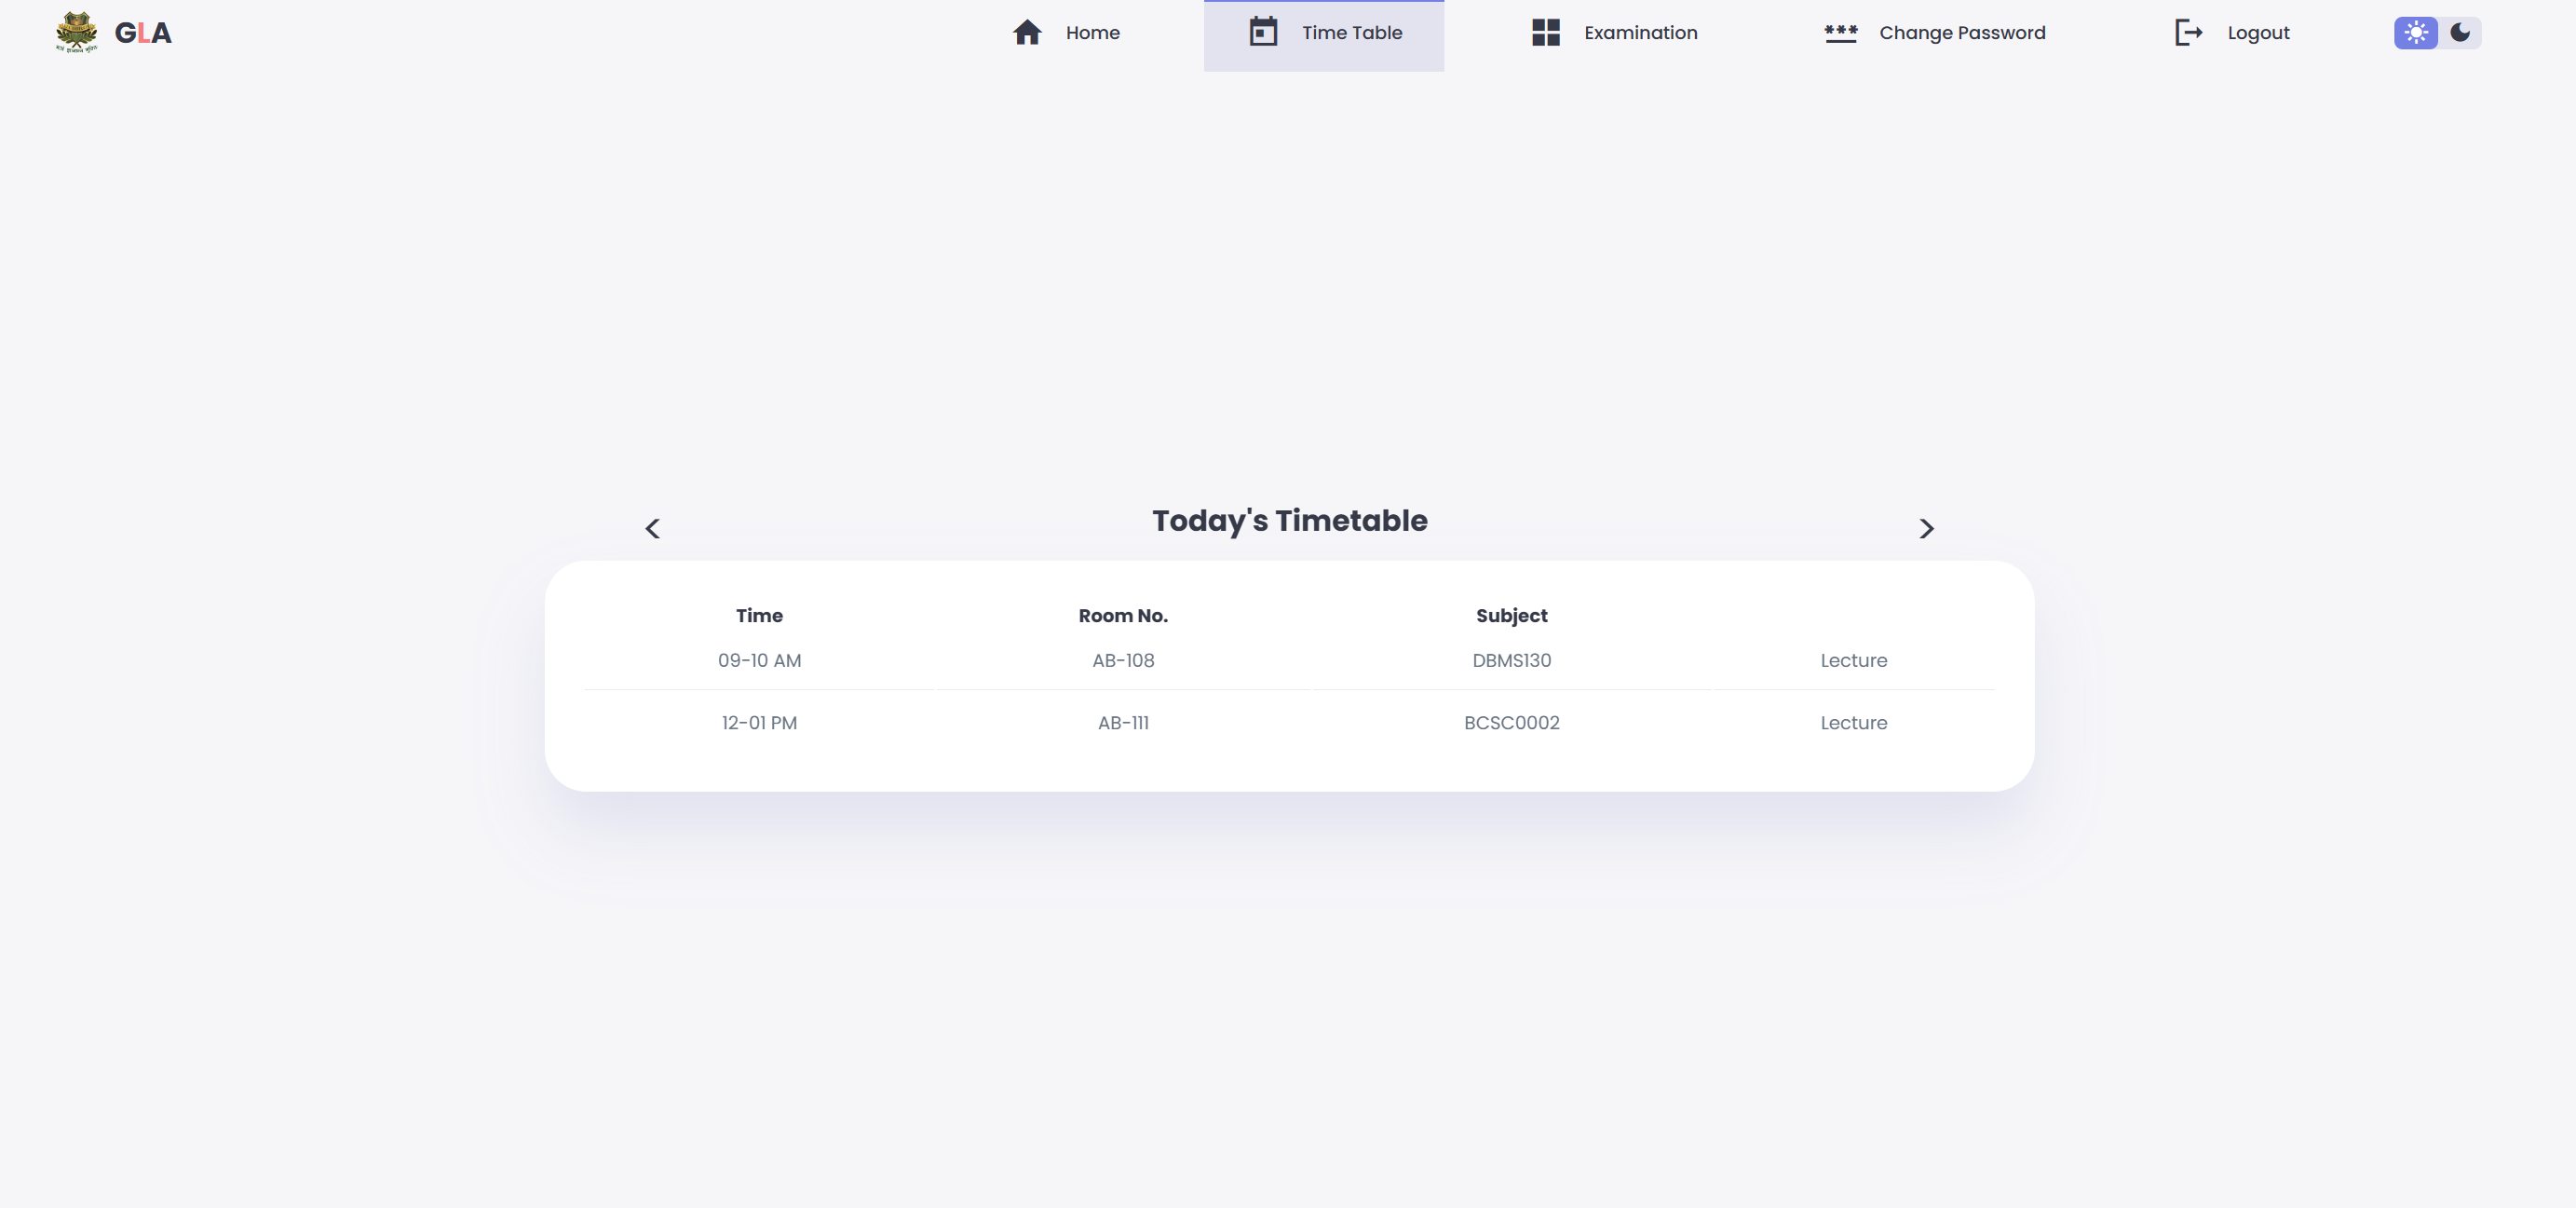 GLA
Home
Time Table
Examination
Change Password
Logout
Today's Timetable
Time Room No. Subject
09-10 AM AB-108 DBMS130 Lecture
12-01 PM AB-111 BCSC0002 Lecture